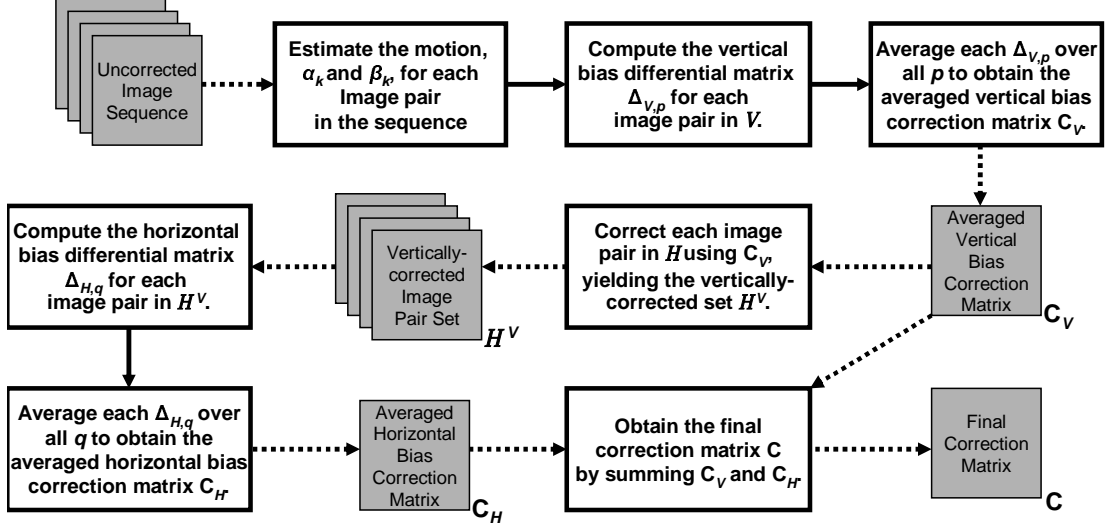 Uncorrected
Image
Sequence
Estimate the motion,
αk and βk, for each
Image pair
in the sequence
Compute the vertical
bias differential matrix
ΔV,p for each
image pair in V.
Average each ΔV,p over
all p to obtain the
averaged vertical bias
correction matrix CV.
Compute the horizontal
bias differential matrix
ΔH,q for each
image pair in HV.
Vertically-
corrected
Image
Pair Set
HV
Correct each image
pair in H using CV,
yielding the vertically-
corrected set HV.
Averaged
Vertical
Bias
Correction
Matrix
CV
Average each ΔH,q over
all q to obtain the
averaged horizontal bias
correction matrix CH.
Averaged
Horizontal
Bias
Correction
Matrix
CH
Obtain the final
correction matrix C
by summing CV and CH.
Final
Correction
Matrix
C